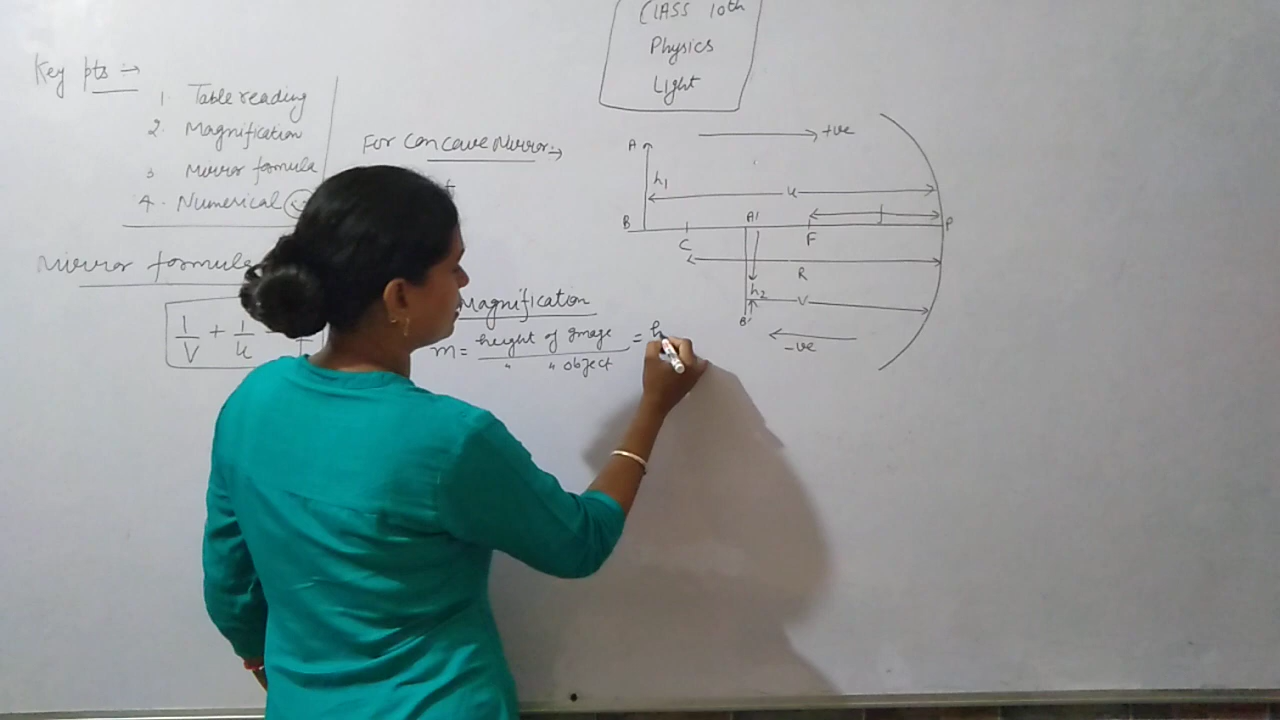 CLASS 10th
Physics
Light
Key pts :→
1. Table reading
2. Magnification
3 Mirror formula
4. Numerical
For Concave Mirror :→
Mirror formula
1/V + 1/u
Magnification
m = height of image / " " object = h
+ve
A
h1
u
B
C
A'
F
f
P
R
h2
V
B'
-ve